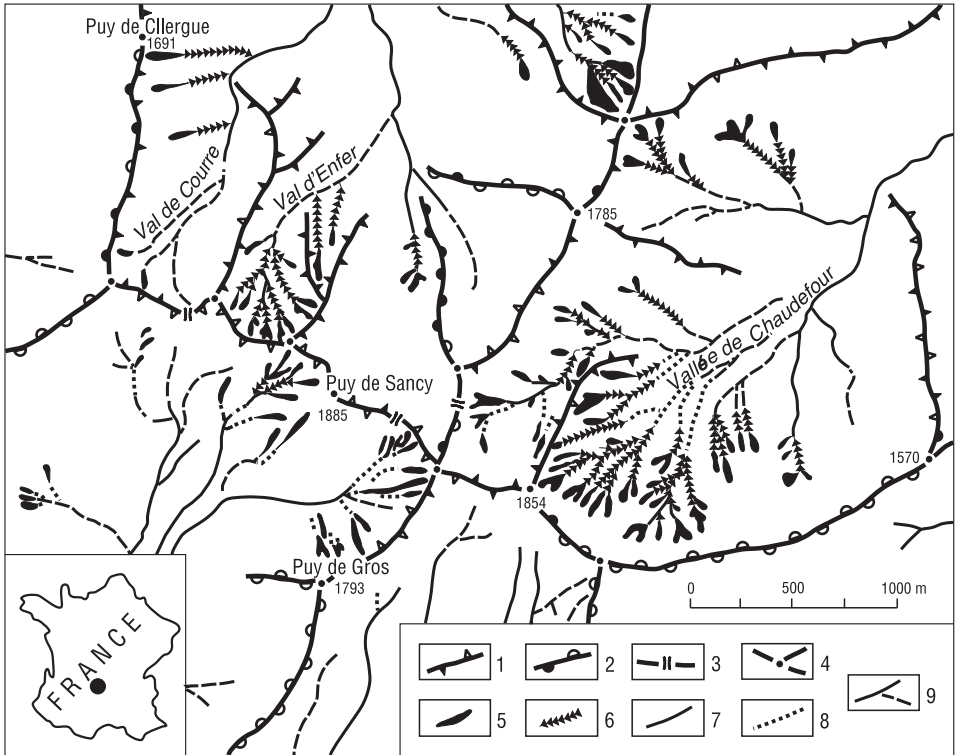 Puy de Cllergue
1691
Val de Courre
Val d'Enfer
1785
Vallée de Chaudefour
Puy de Sancy
1885
1570
1854
Puy de Gros
1793
0 500 1000 m
FRANCE
1 2 3 4
5 6 7 8 9